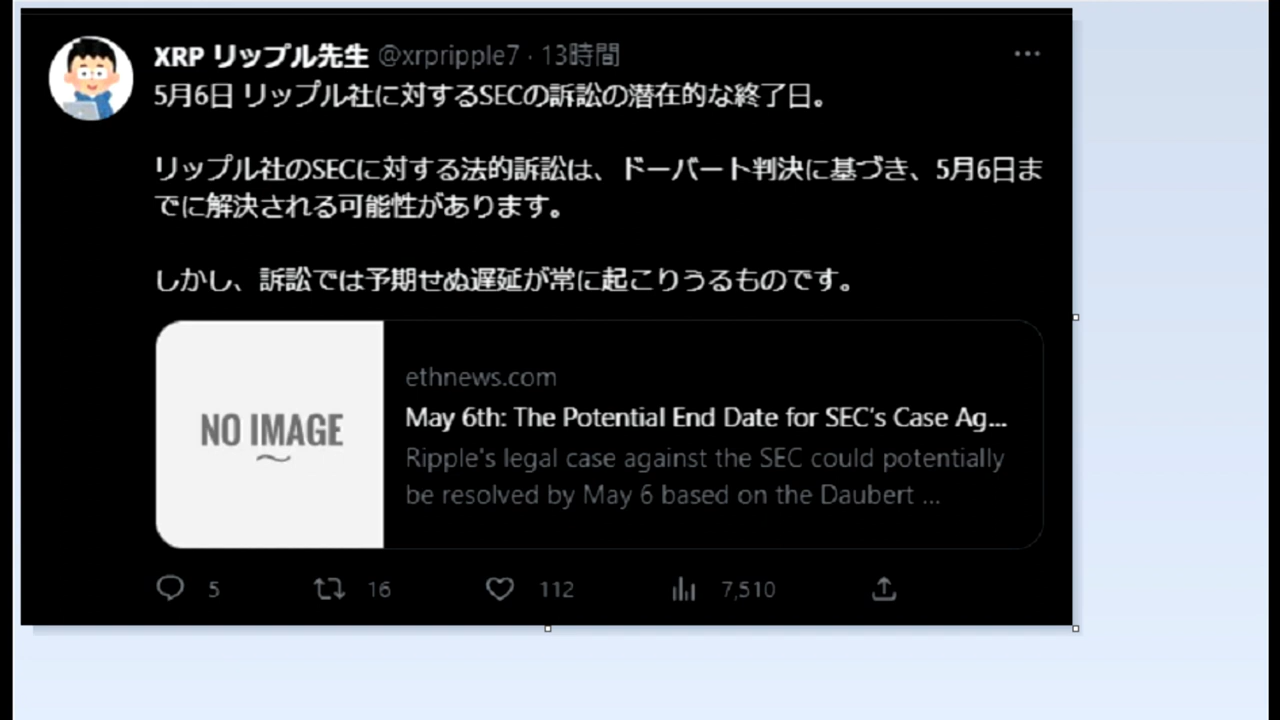 XRP リップル先生 @xrpripple7 · 13時間
5月6日 リップル社に対するSECの訴訟の潜在的な終了日。
リップル社のSECに対する法的訴訟は、ドーバート判決に基づき、5月6日ま
でに解決される可能性があります。
しかし、訴訟では予期せぬ遅延が常に起こりうるものです。
NO IMAGE
ethnews.com
May 6th: The Potential End Date for SEC's Case Ag...
Ripple's legal case against the SEC could potentially
be resolved by May 6 based on the Daubert ...
5 16 112 7,510